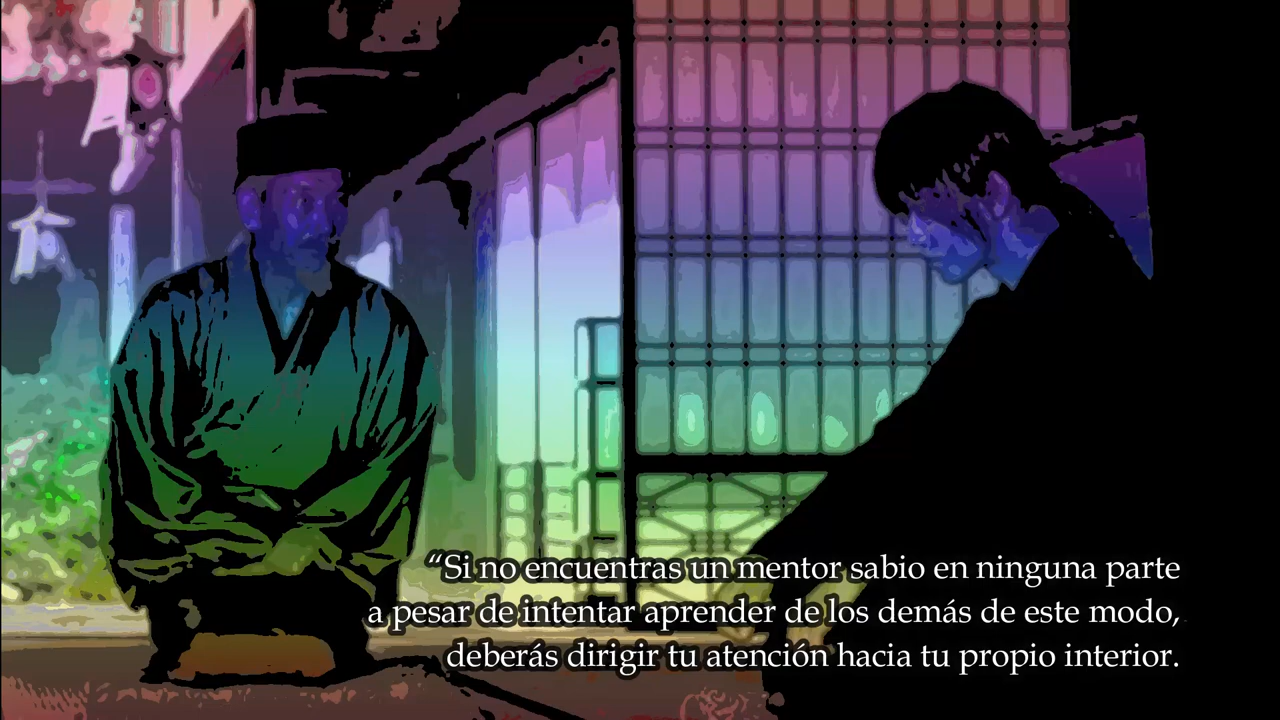 “Si no encuentras un mentor sabio en ninguna parte
a pesar de intentar aprender de los demás de este modo,
deberás dirigir tu atención hacia tu propio interior.